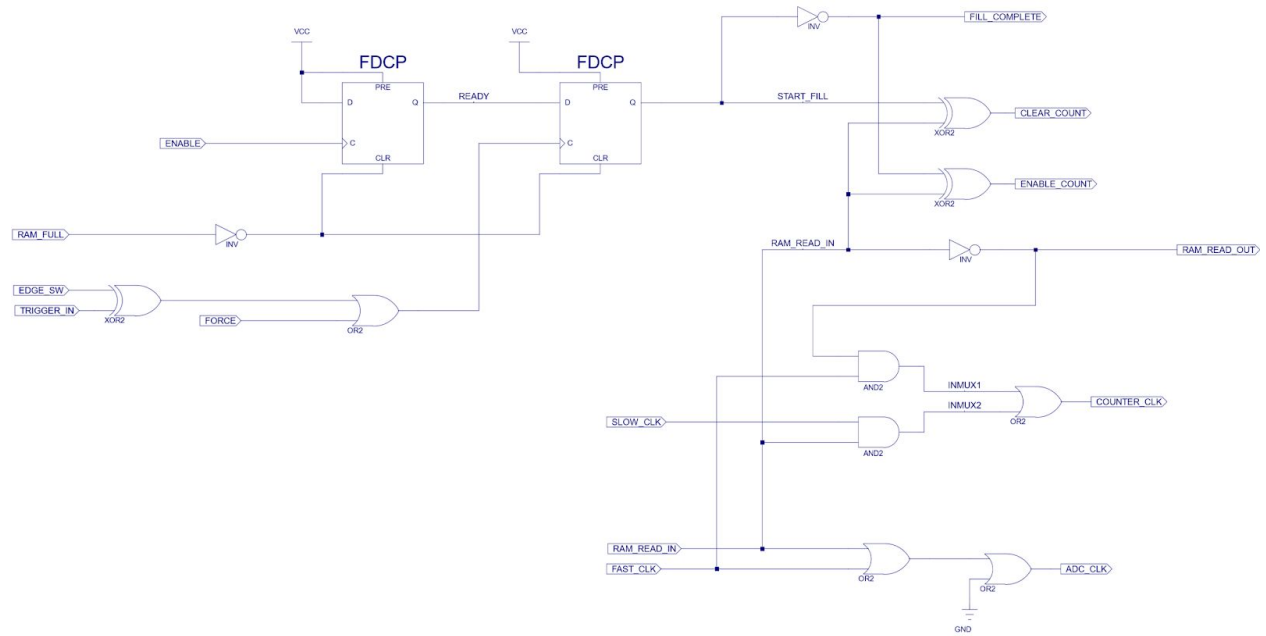 FILL_COMPLETE
INV
VCC
VCC
FDCP
FDCP
PRE
PRE
D
Q
READY
D
Q
START_FILL
CLEAR_COUNT
XOR2
ENABLE
C
C
CLR
CLR
ENABLE_COUNT
XOR2
RAM_FULL
INV
RAM_READ_IN
INV
RAM_READ_OUT
EDGE_SW
TRIGGER_IN
XOR2
FORCE
OR2
AND2
INMUX1
INMUX2
COUNTER_CLK
OR2
SLOW_CLK
AND2
RAM_READ_IN
FAST_CLK
OR2
ADC_CLK
OR2
GND